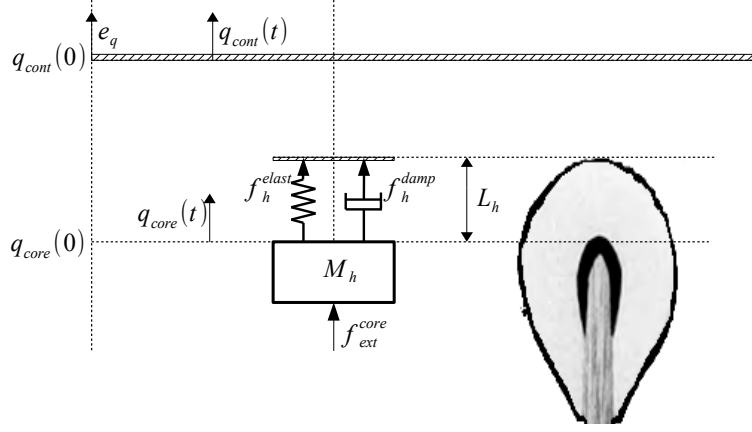 e_q
q_cont(t)
q_cont(0)
f_h^elast
f_h^damp
L_h
q_core(t)
q_core(0)
M_h
f_ext^core